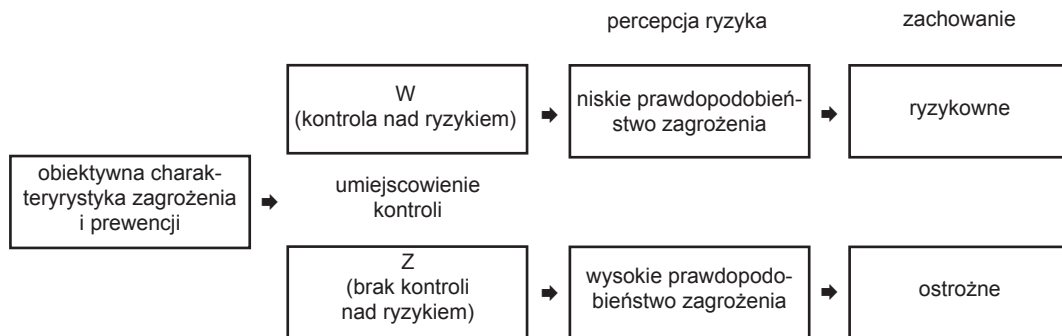 percepcja ryzyka
zachowanie
W
(kontrola nad ryzykiem)
niskie prawdopodobień-
stwo zagrożenia
ryzykowne
obiektywna charak-
teryrystyka zagrożenia
i prewencji
umiejscowienie
kontroli
Z
(brak kontroli
nad ryzykiem)
wysokie prawdopodo-
bieństwo zagrożenia
ostrożne